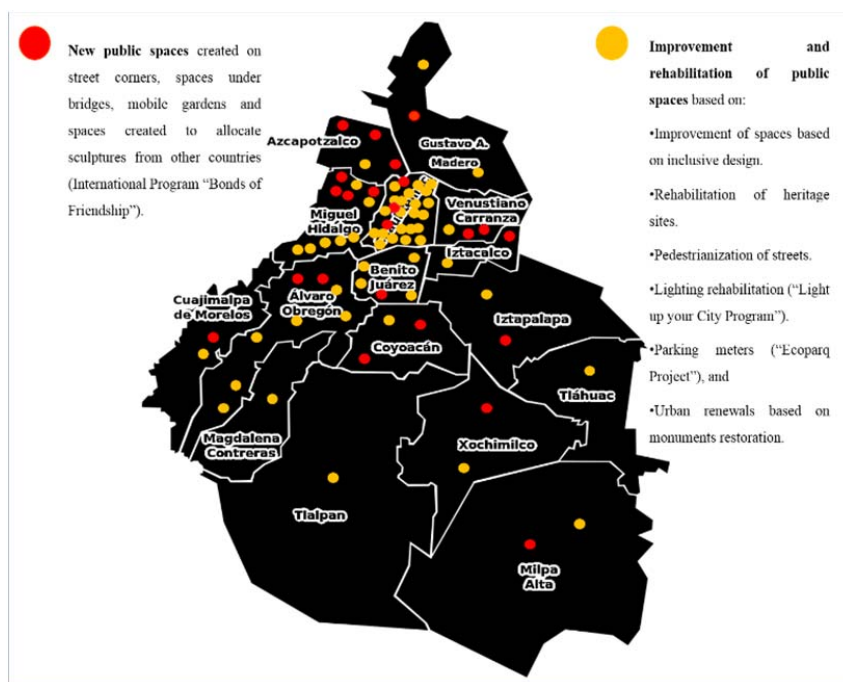 New public spaces created on
street corners, spaces under
bridges, mobile gardens and
spaces created to allocate
sculptures from other countries
(International Program “Bonds of
Friendship”).
Improvement and
rehabilitation of public
spaces based on:
•Improvement of spaces based
on inclusive design.
•Rehabilitation of heritage
sites.
•Pedestrianization of streets.
•Lighting rehabilitation (“Light
up your City Program”).
•Parking meters (“Ecoparq
Project”), and
•Urban renewals based on
monuments restoration.
Azcapotzalco
Gustavo A.
Madero
Miguel
Hidalgo
Venustiano
Carranza
Iztacalco
Benito
Juárez
Cuajimalpa
de Morelos
Álvaro
Obregón
Iztapalapa
Coyoacán
Tláhuac
Magdalena
Contreras
Xochimilco
Tlalpan
Milpa
Alta